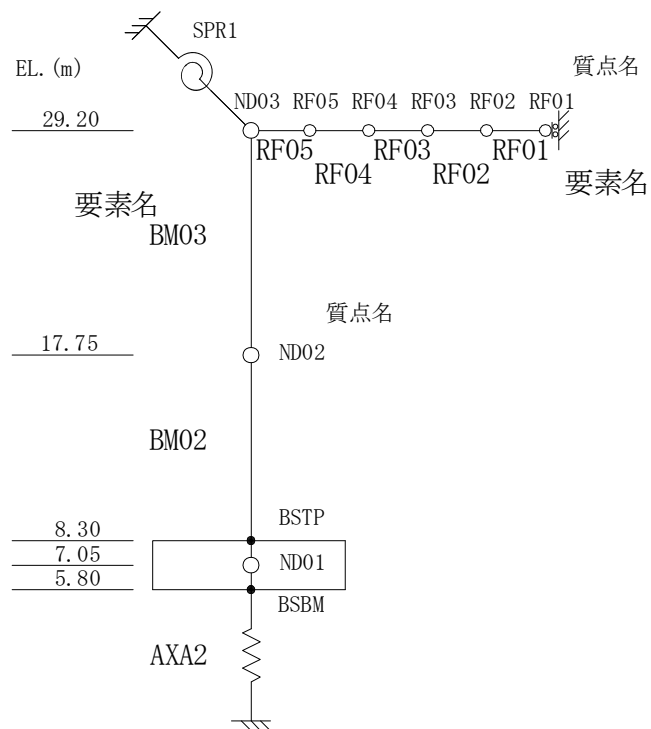 SPR1
EL.(m)
質点名
ND03 RF05 RF04 RF03 RF02 RF01
29.20
RF05 RF03 RF01
RF04 RF02 要素名
要素名
BM03
質点名
17.75
ND02
BM02
BSTP
8.30
7.05
ND01
5.80
BSBM
AXA2